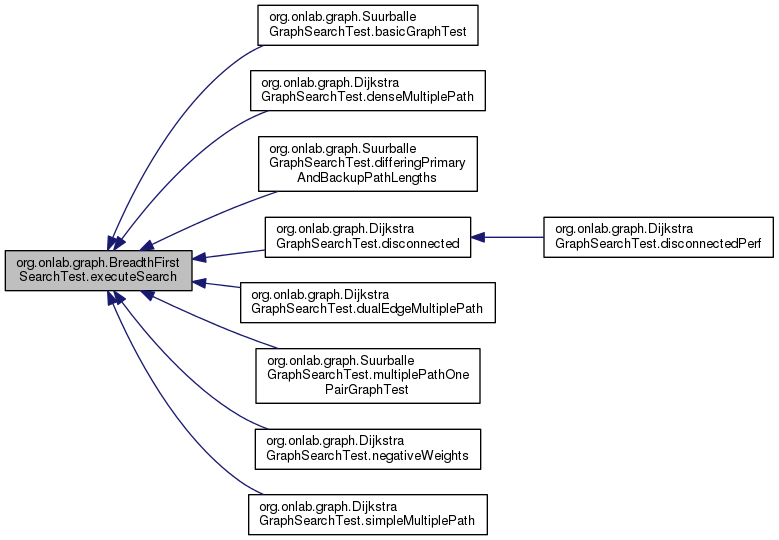 org.onlab.graph.Suurballe
GraphSearchTest.basicGraphTest
org.onlab.graph.Dijkstra
GraphSearchTest.denseMultiplePath
org.onlab.graph.Suurballe
GraphSearchTest.differingPrimary
AndBackupPathLengths
org.onlab.graph.BreadthFirst
SearchTest.executeSearch
org.onlab.graph.Dijkstra
GraphSearchTest.disconnected
org.onlab.graph.Dijkstra
GraphSearchTest.disconnectedPerf
org.onlab.graph.Dijkstra
GraphSearchTest.dualEdgeMultiplePath
org.onlab.graph.Suurballe
GraphSearchTest.multiplePathOne
PairGraphTest
org.onlab.graph.Dijkstra
GraphSearchTest.negativeWeights
org.onlab.graph.Dijkstra
GraphSearchTest.simpleMultiplePath